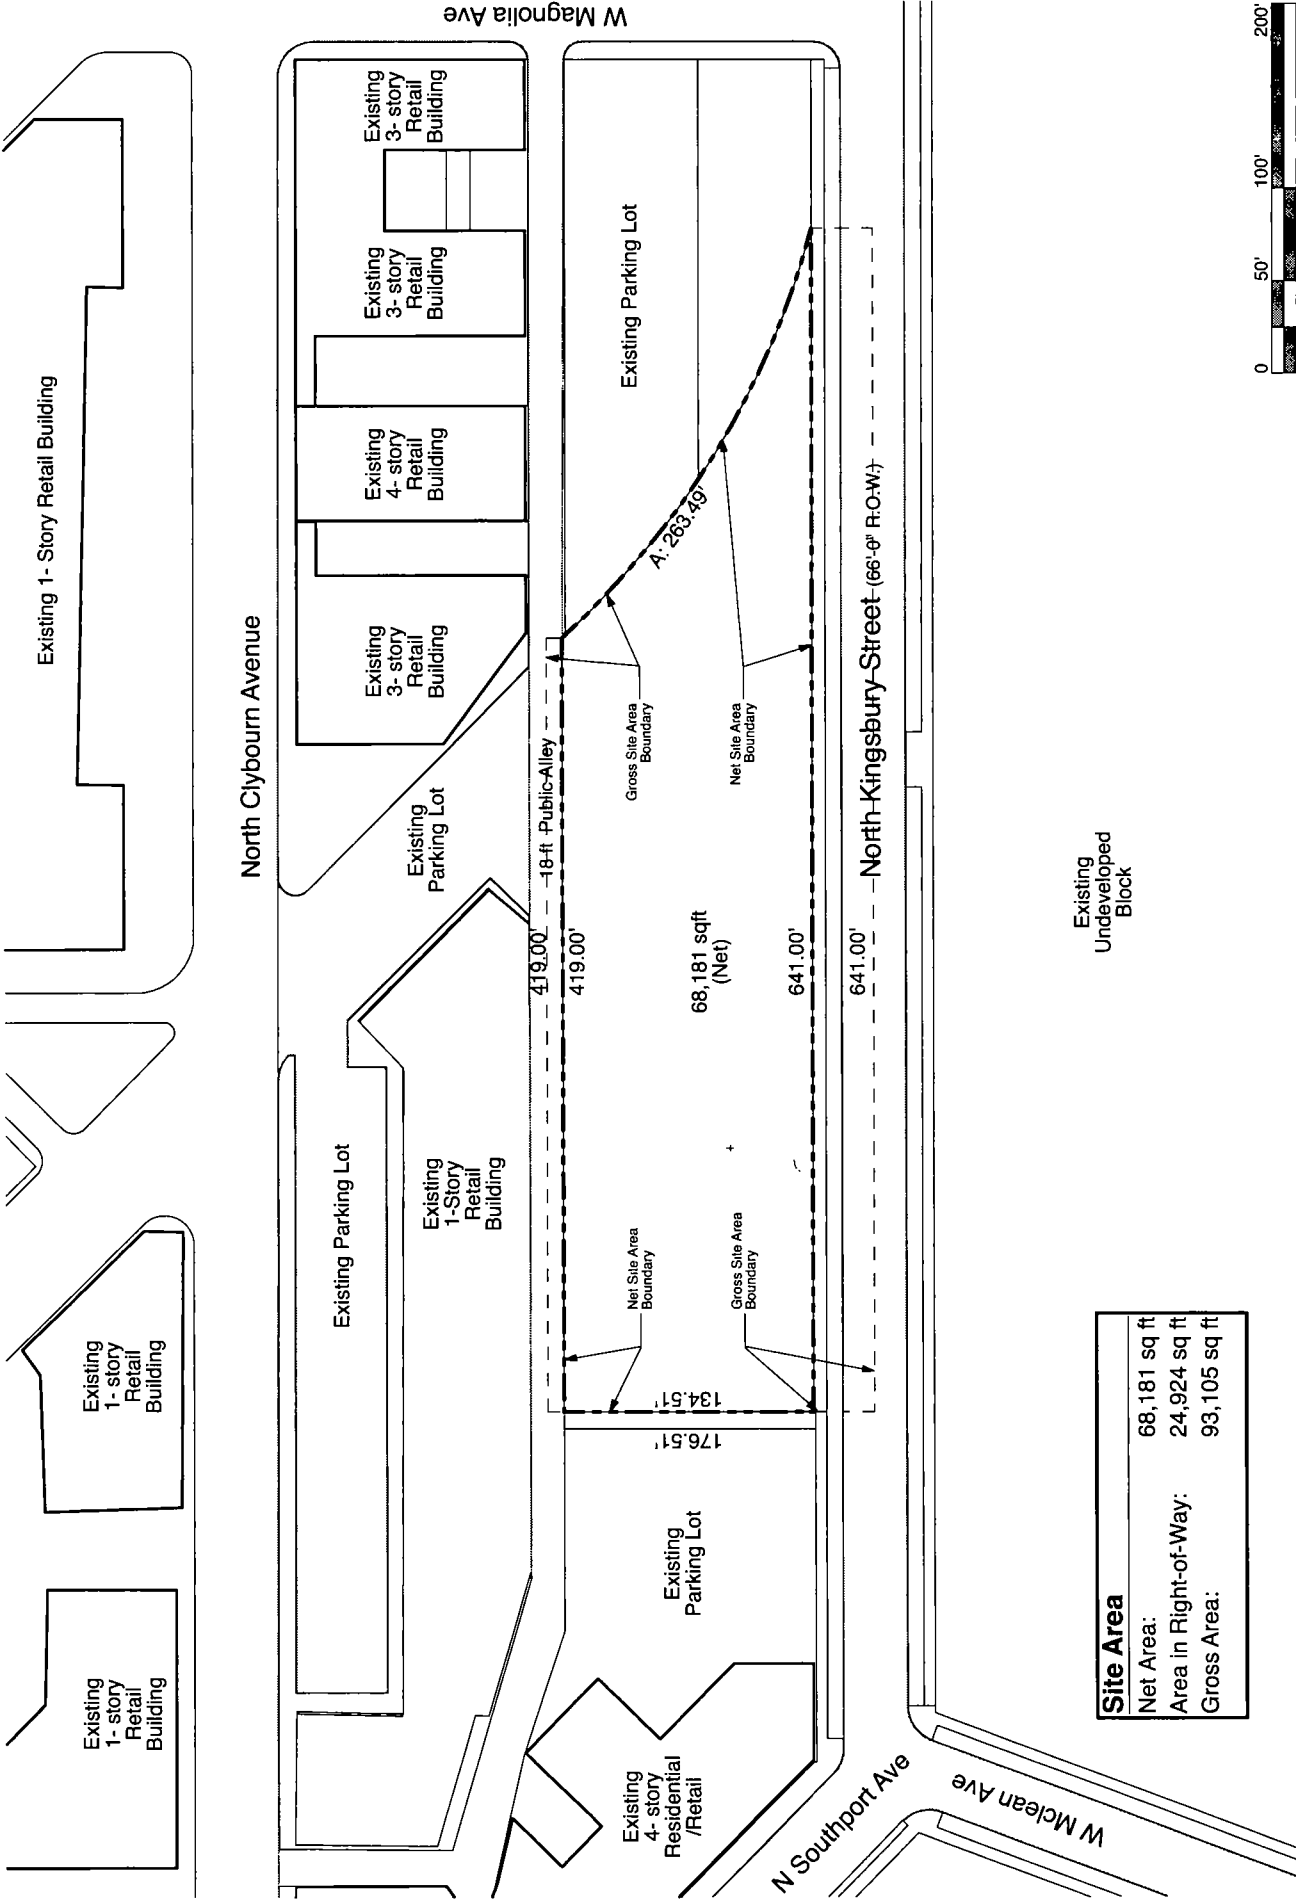 W Magnolia Ave
Existing 1- Story Retail Building
North Clybourn Avenue
Existing
3- story
Retail
Building
Existing
3- story
Retail
Building
Existing
4- story
Retail
Building
Existing
3- story
Retail
Building
Existing Parking Lot
A: 263.49'
Existing
Parking Lot
18 ft Public Alley
Gross Site Area
Boundary
Net Site Area
Boundary
North Kingsbury Street (66'-0" R.O.W.)
419.00'
419.00'
68,181 sqft
(Net)
641.00'
641.00'
Existing
Undeveloped
Block
0
50'
100'
200'
Existing Parking Lot
Existing
1-Story
Retail
Building
Net Site Area
Boundary
Gross Site Area
Boundary
134.51'
176.51'
Existing
1- story
Retail
Building
Existing
1- story
Retail
Building
Existing
Parking Lot
Existing
4- story
Residential
/Retail
N Southport Ave
W Mclean Ave
Site Area
Net Area: 68,181 sq ft
Area in Right-of-Way: 24,924 sq ft
Gross Area: 93,105 sq ft